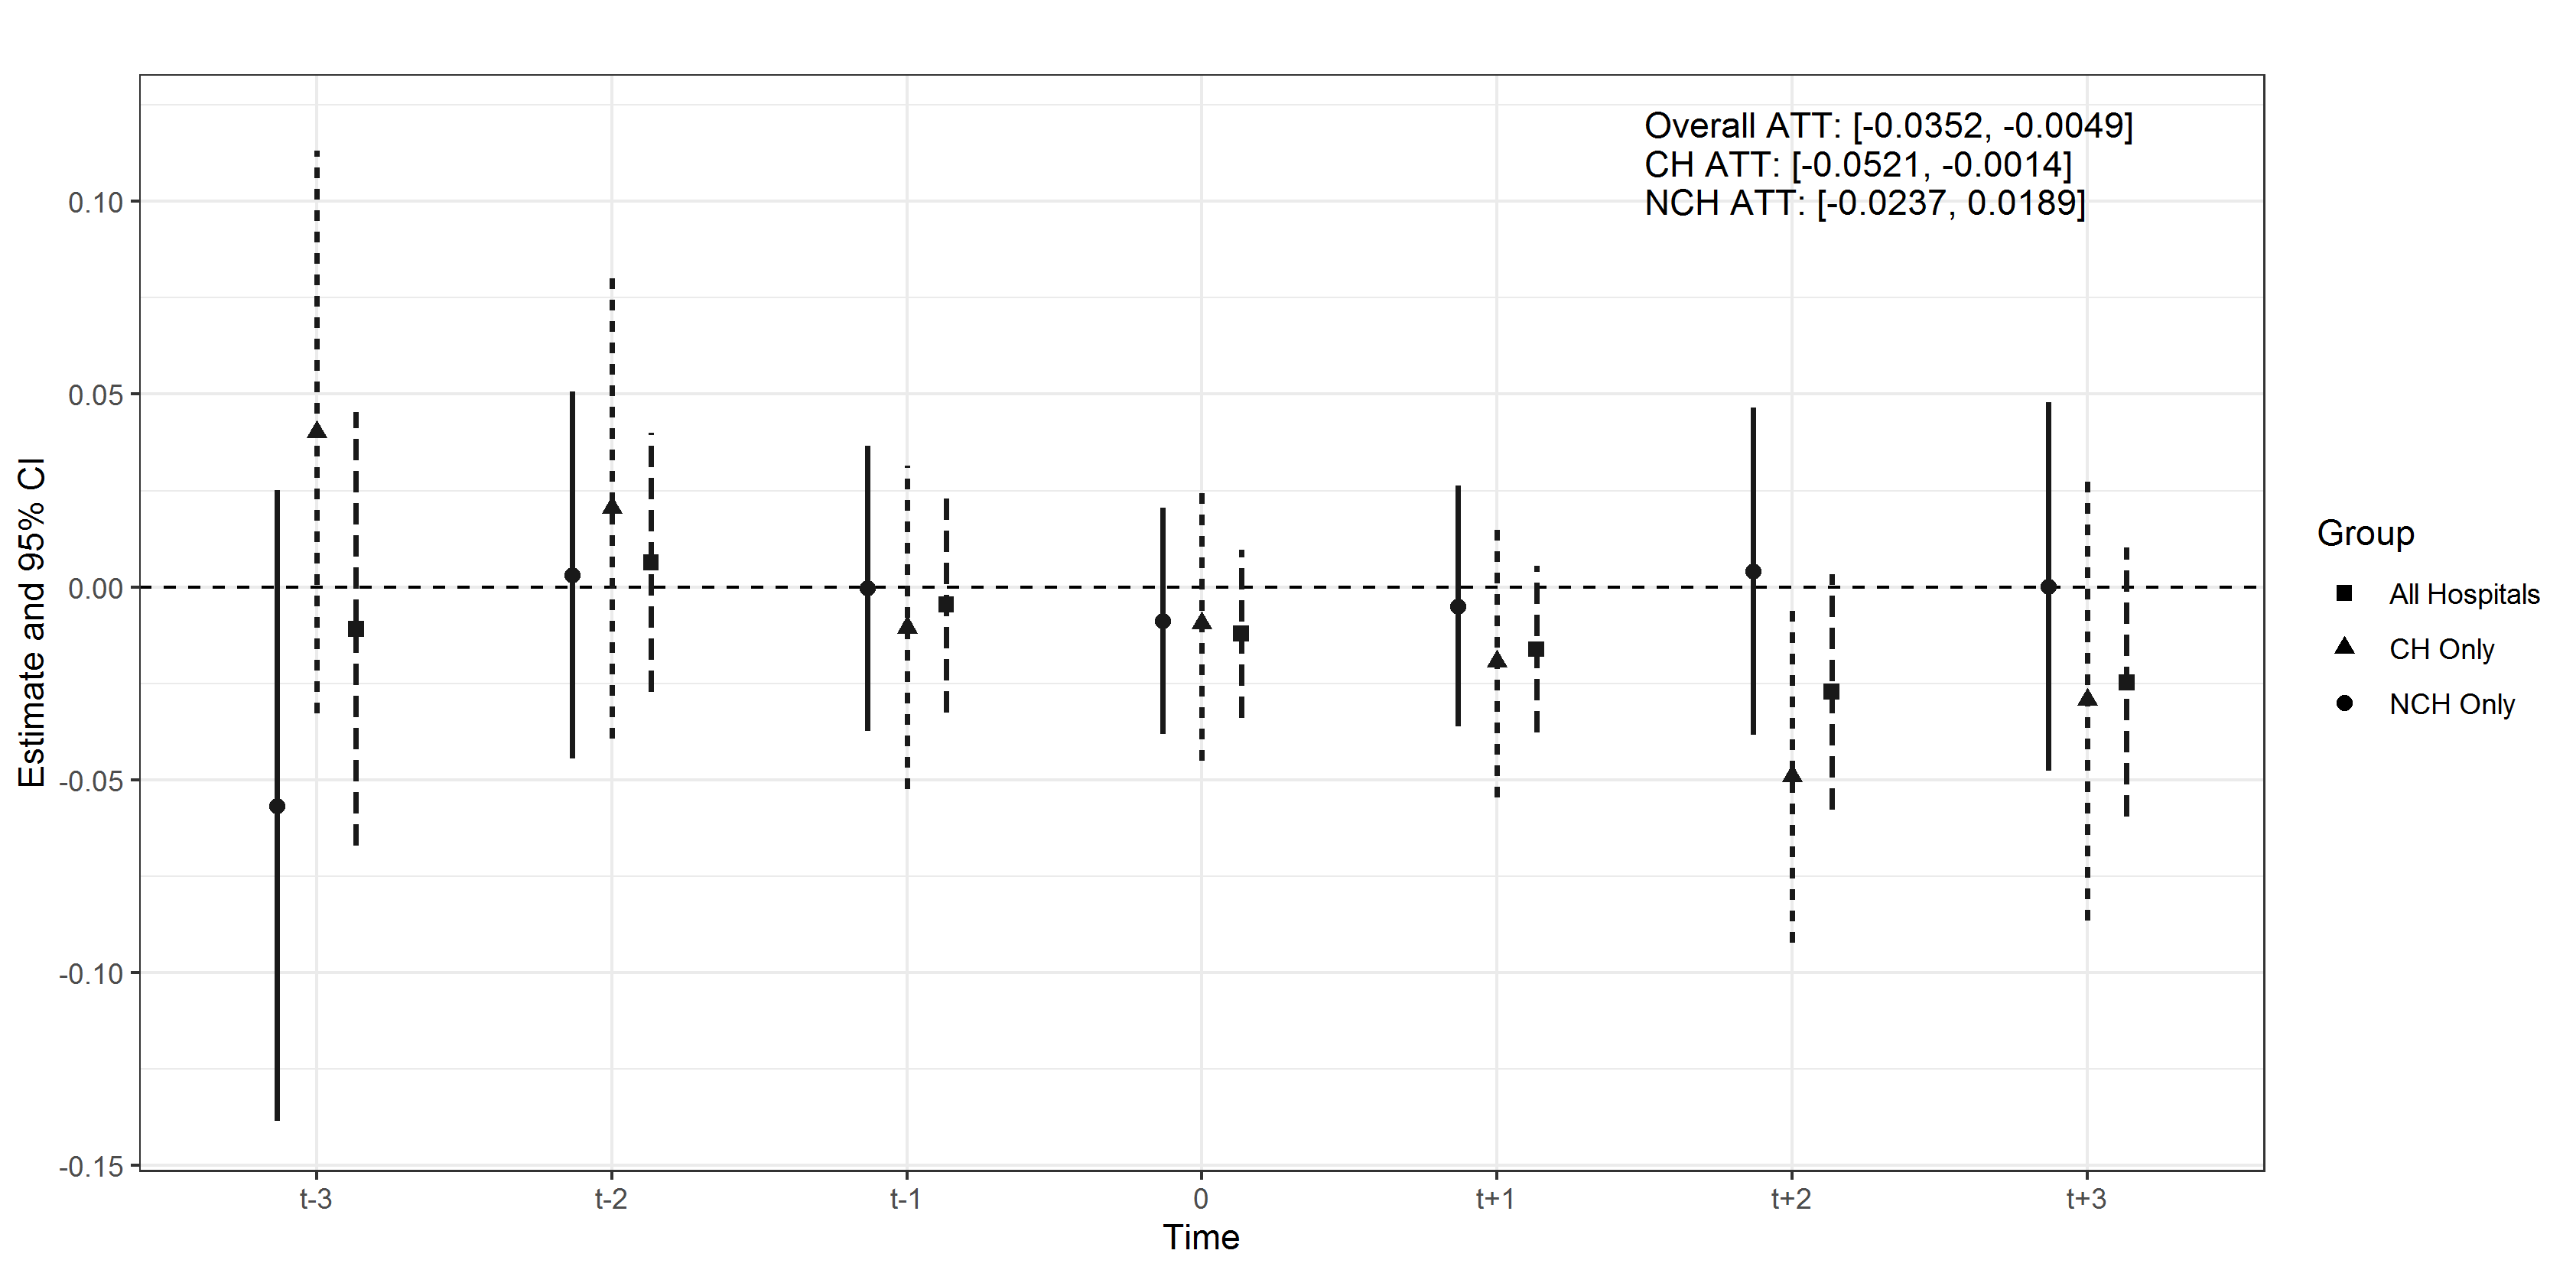 Overall ATT: [-0.0352, -0.0049]
CH ATT: [-0.0521, -0.0014]
NCH ATT: [-0.0237, 0.0189]
0.10
0.05
0.00
-0.05
-0.10
-0.15
Estimate and 95% CI
t-3
t-2
t-1
0
t+1
t+2
t+3
Time
Group
All Hospitals
CH Only
NCH Only